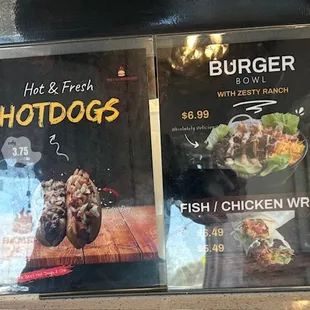 Hot & Fresh
HOTDOGS
3.75
BURGER
BOWL
WITH ZESTY RANCH
$6.99
Absolutely delicious
FISH / CHICKEN WR
$6.49
$5.49